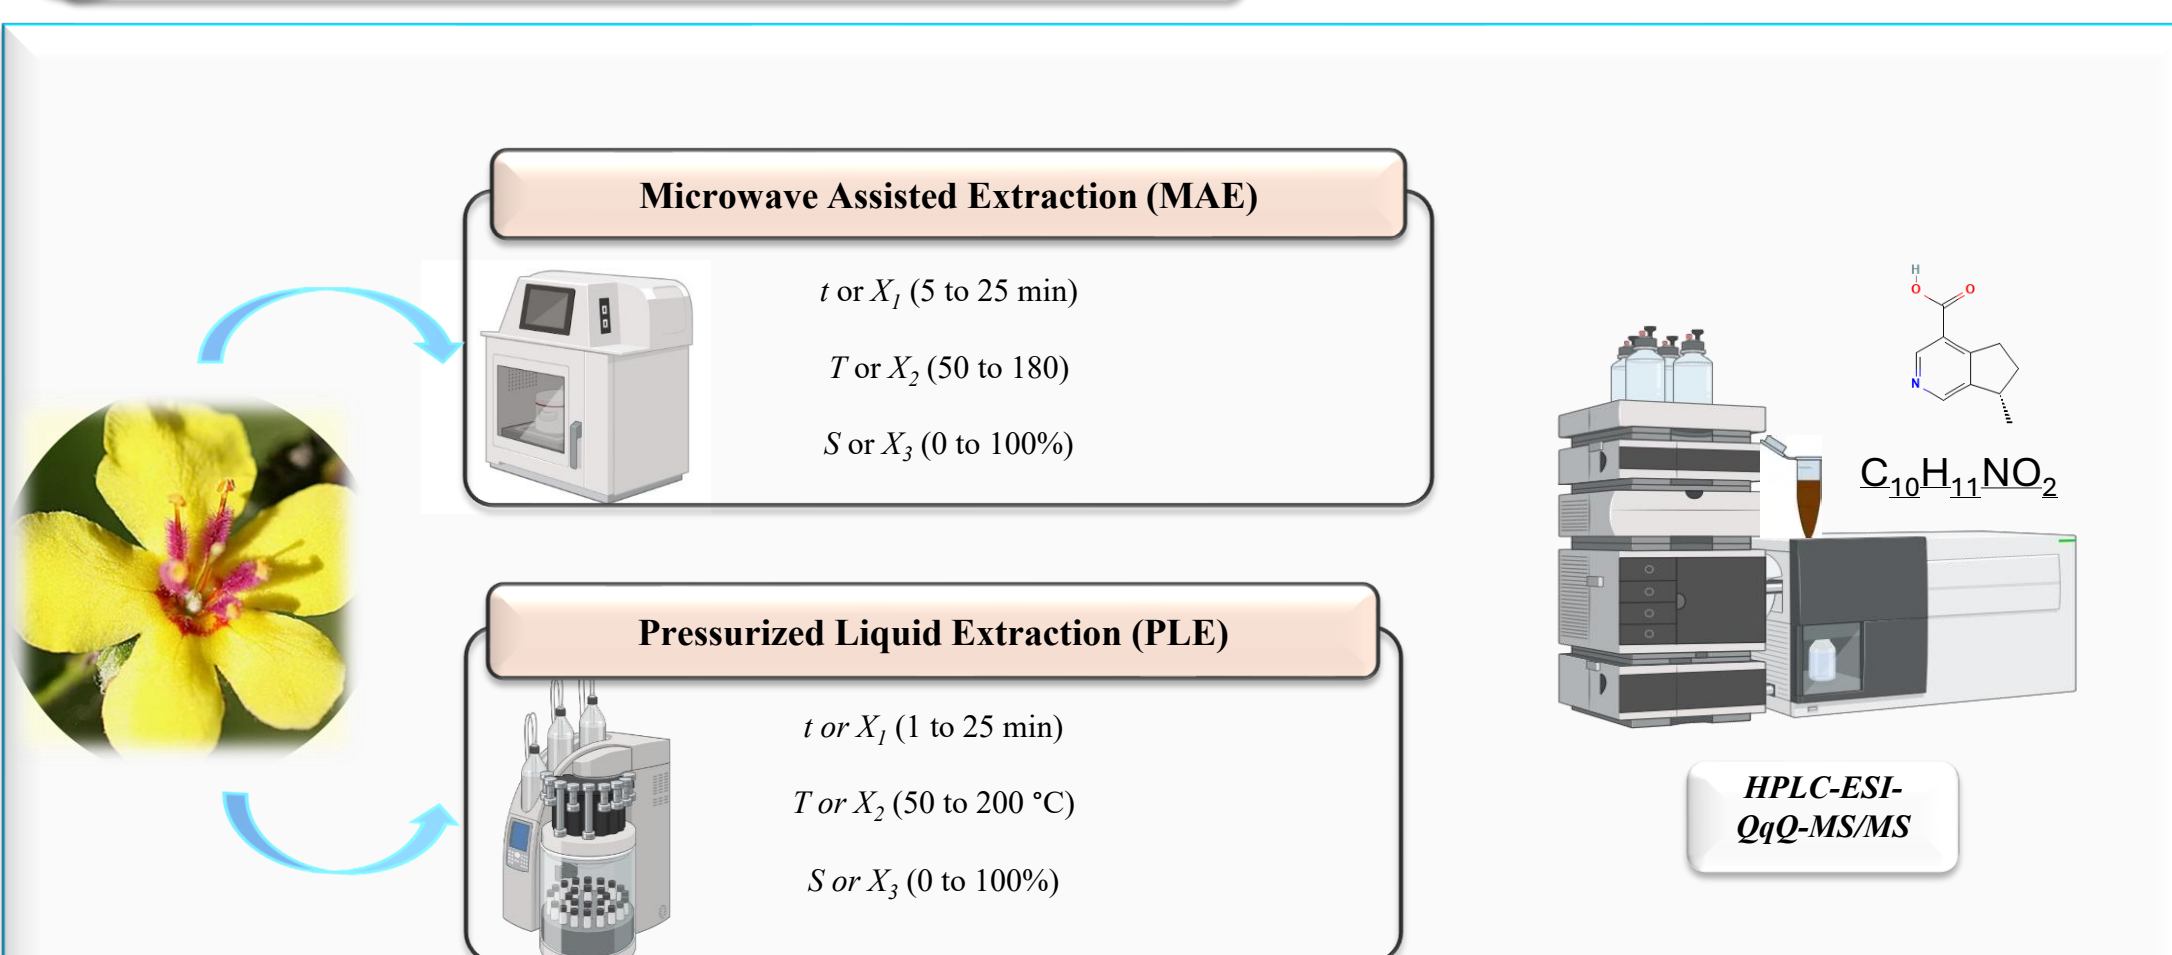 Microwave Assisted Extraction (MAE)
t or X1 (5 to 25 min)
T or X2 (50 to 180)
S or X3 (0 to 100%)
Pressurized Liquid Extraction (PLE)
t or X1 (1 to 25 min)
T or X2 (50 to 200 °C)
S or X3 (0 to 100%)
H
O
O
N
C10H11NO2
HPLC-ESI-
QqQ-MS/MS